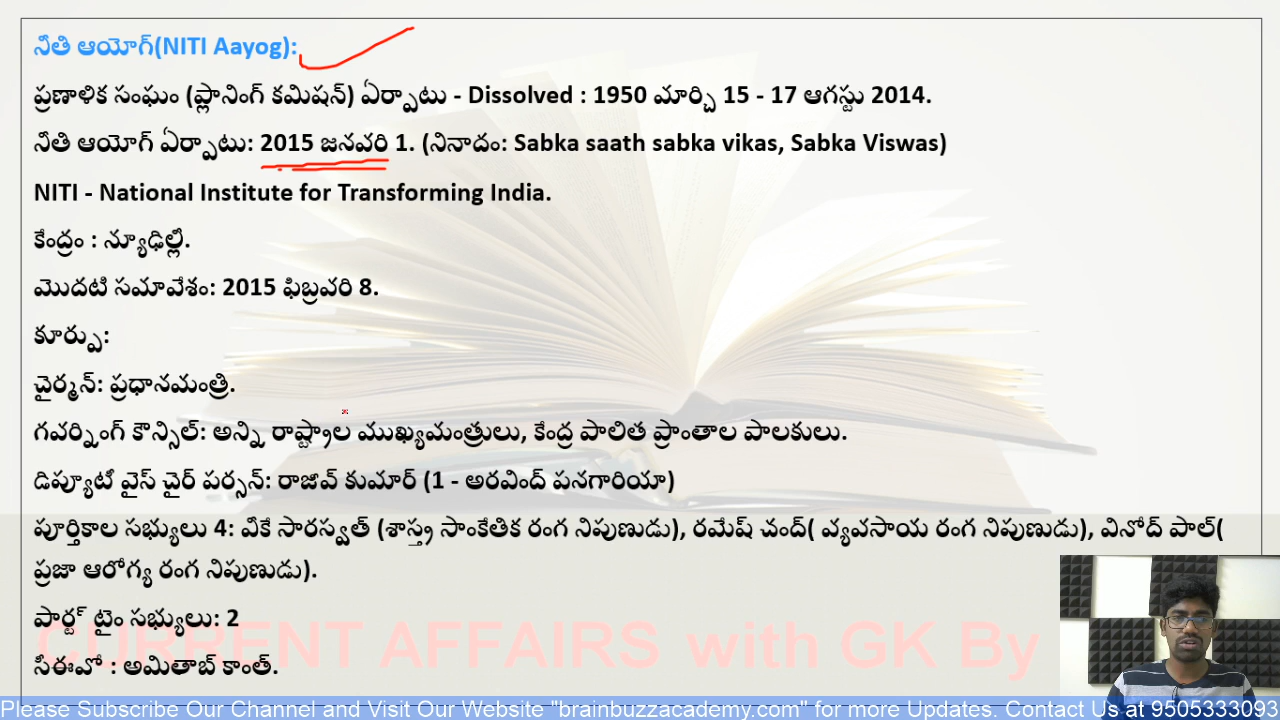 నీతి ఆయోగ్(NITI Aayog):
ప్రణాళిక సంఘం (ప్లానింగ్ కమిషన్) ఏర్పాటు - Dissolved : 1950 మార్చి 15 - 17 ఆగస్టు 2014.
నీతి ఆయోగ్ ఏర్పాటు: 2015 జనవరి 1. (నినాదం: Sabka saath sabka vikas, Sabka Viswas)
NITI - National Institute for Transforming India.
కేంద్రం : న్యూఢిల్లీ.
మొదటి సమావేశం: 2015 ఫిబ్రవరి 8.
కూర్పు:
చైర్మన్: ప్రధానమంత్రి.
గవర్నింగ్ కౌన్సిల్: అన్ని రాష్ట్రాల ముఖ్యమంత్రులు, కేంద్ర పాలిత ప్రాంతాల పాలకులు.
డిప్యూటీ వైస్ చైర్ పర్సన్: రాజీవ్ కుమార్ (1 - అరవింద్ పనగారియా)
పూర్తికాల సభ్యులు 4: వికే సారస్వత్ (శాస్త్ర సాంకేతిక రంగ నిపుణుడు), రమేష్ చంద్( వ్యవసాయ రంగ నిపుణుడు), వినోద్ పాల్(
ప్రజా ఆరోగ్య రంగ నిపుణుడు).
పార్ట్ టైం సభ్యులు: 2
సిఈవో : అమితాబ్ కాంత్.
CURRENT AFFAIRS with GK By
Please Subscribe Our Channel and Visit Our Website "brainbuzzacademy.com" for more Updates. Contact Us at 9505333093